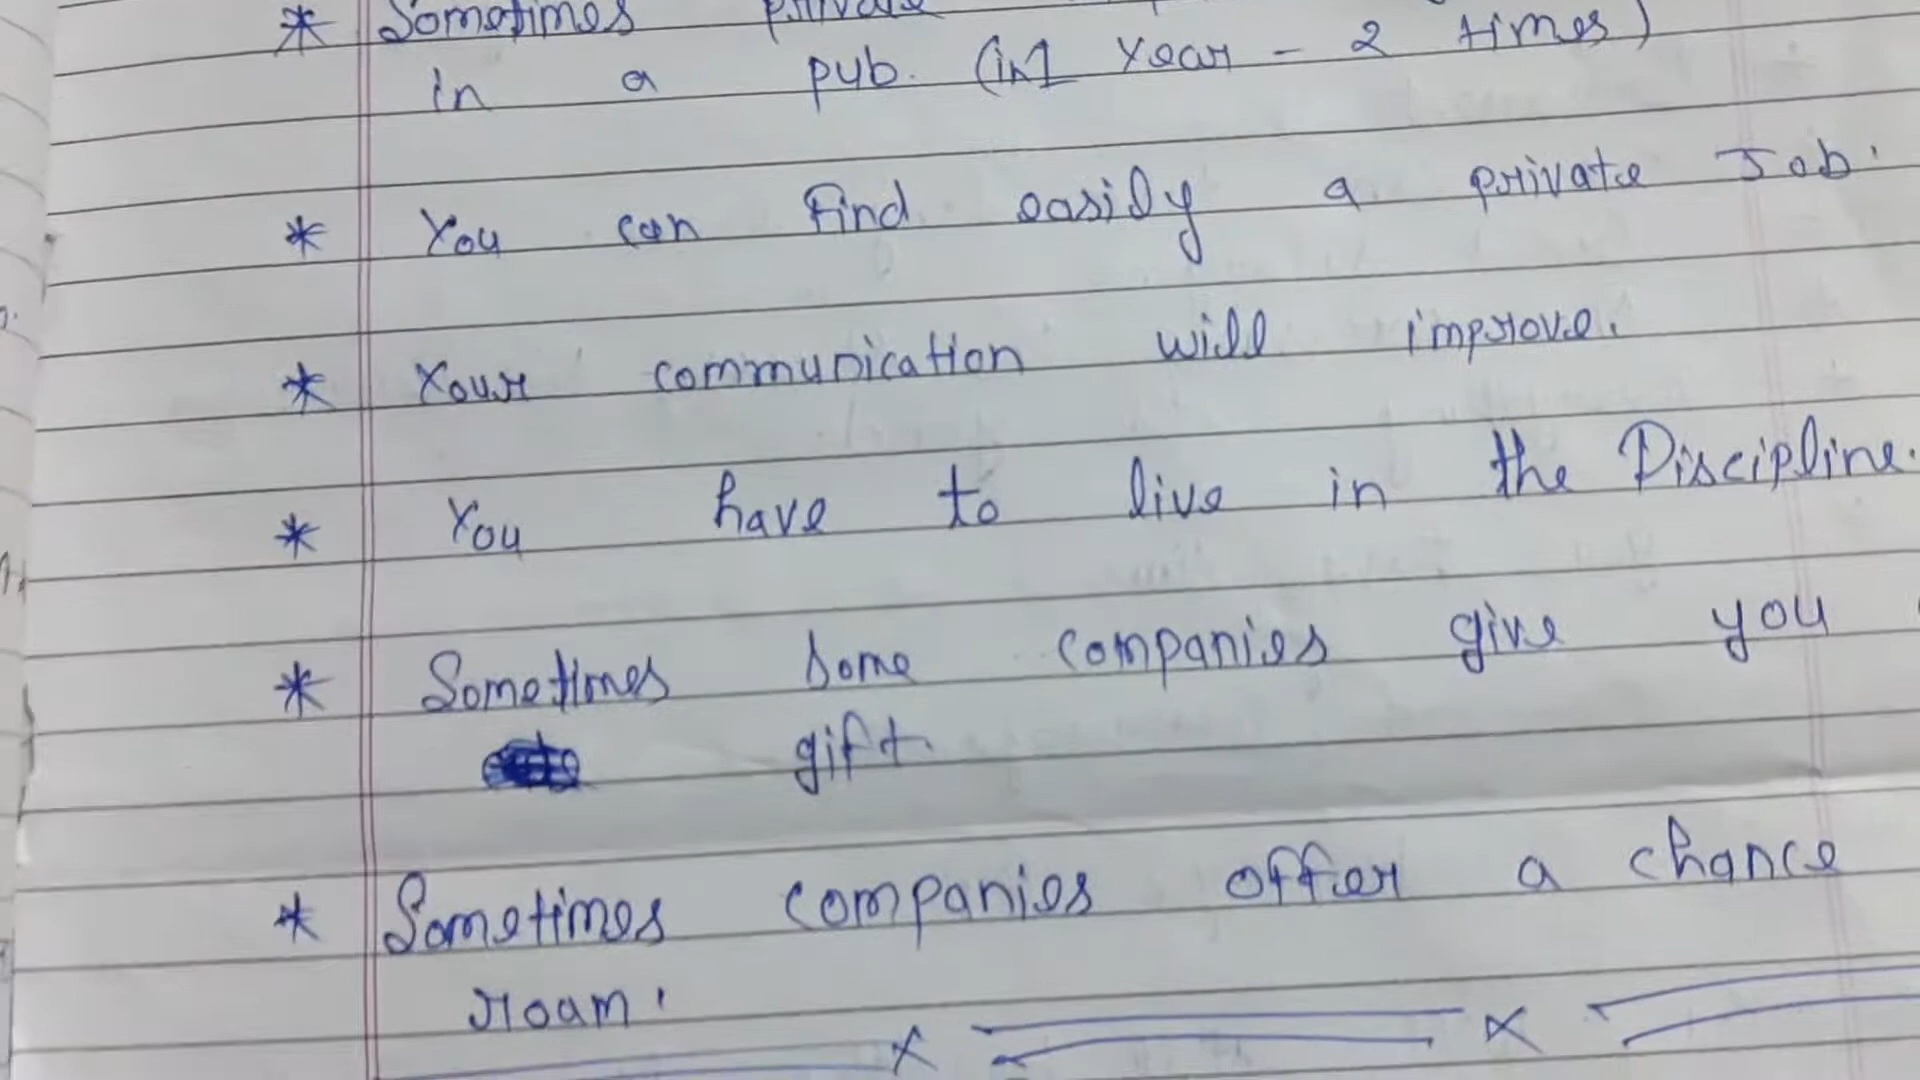 * Sometimes private
in a pub. (in 1 Year - 2 times)
* You can find easily a private Job.
* Your communication will improve.
* You have to live in the Discipline.
* Sometimes some companies give you
gift.
* Sometimes companies offer a chance
roam.